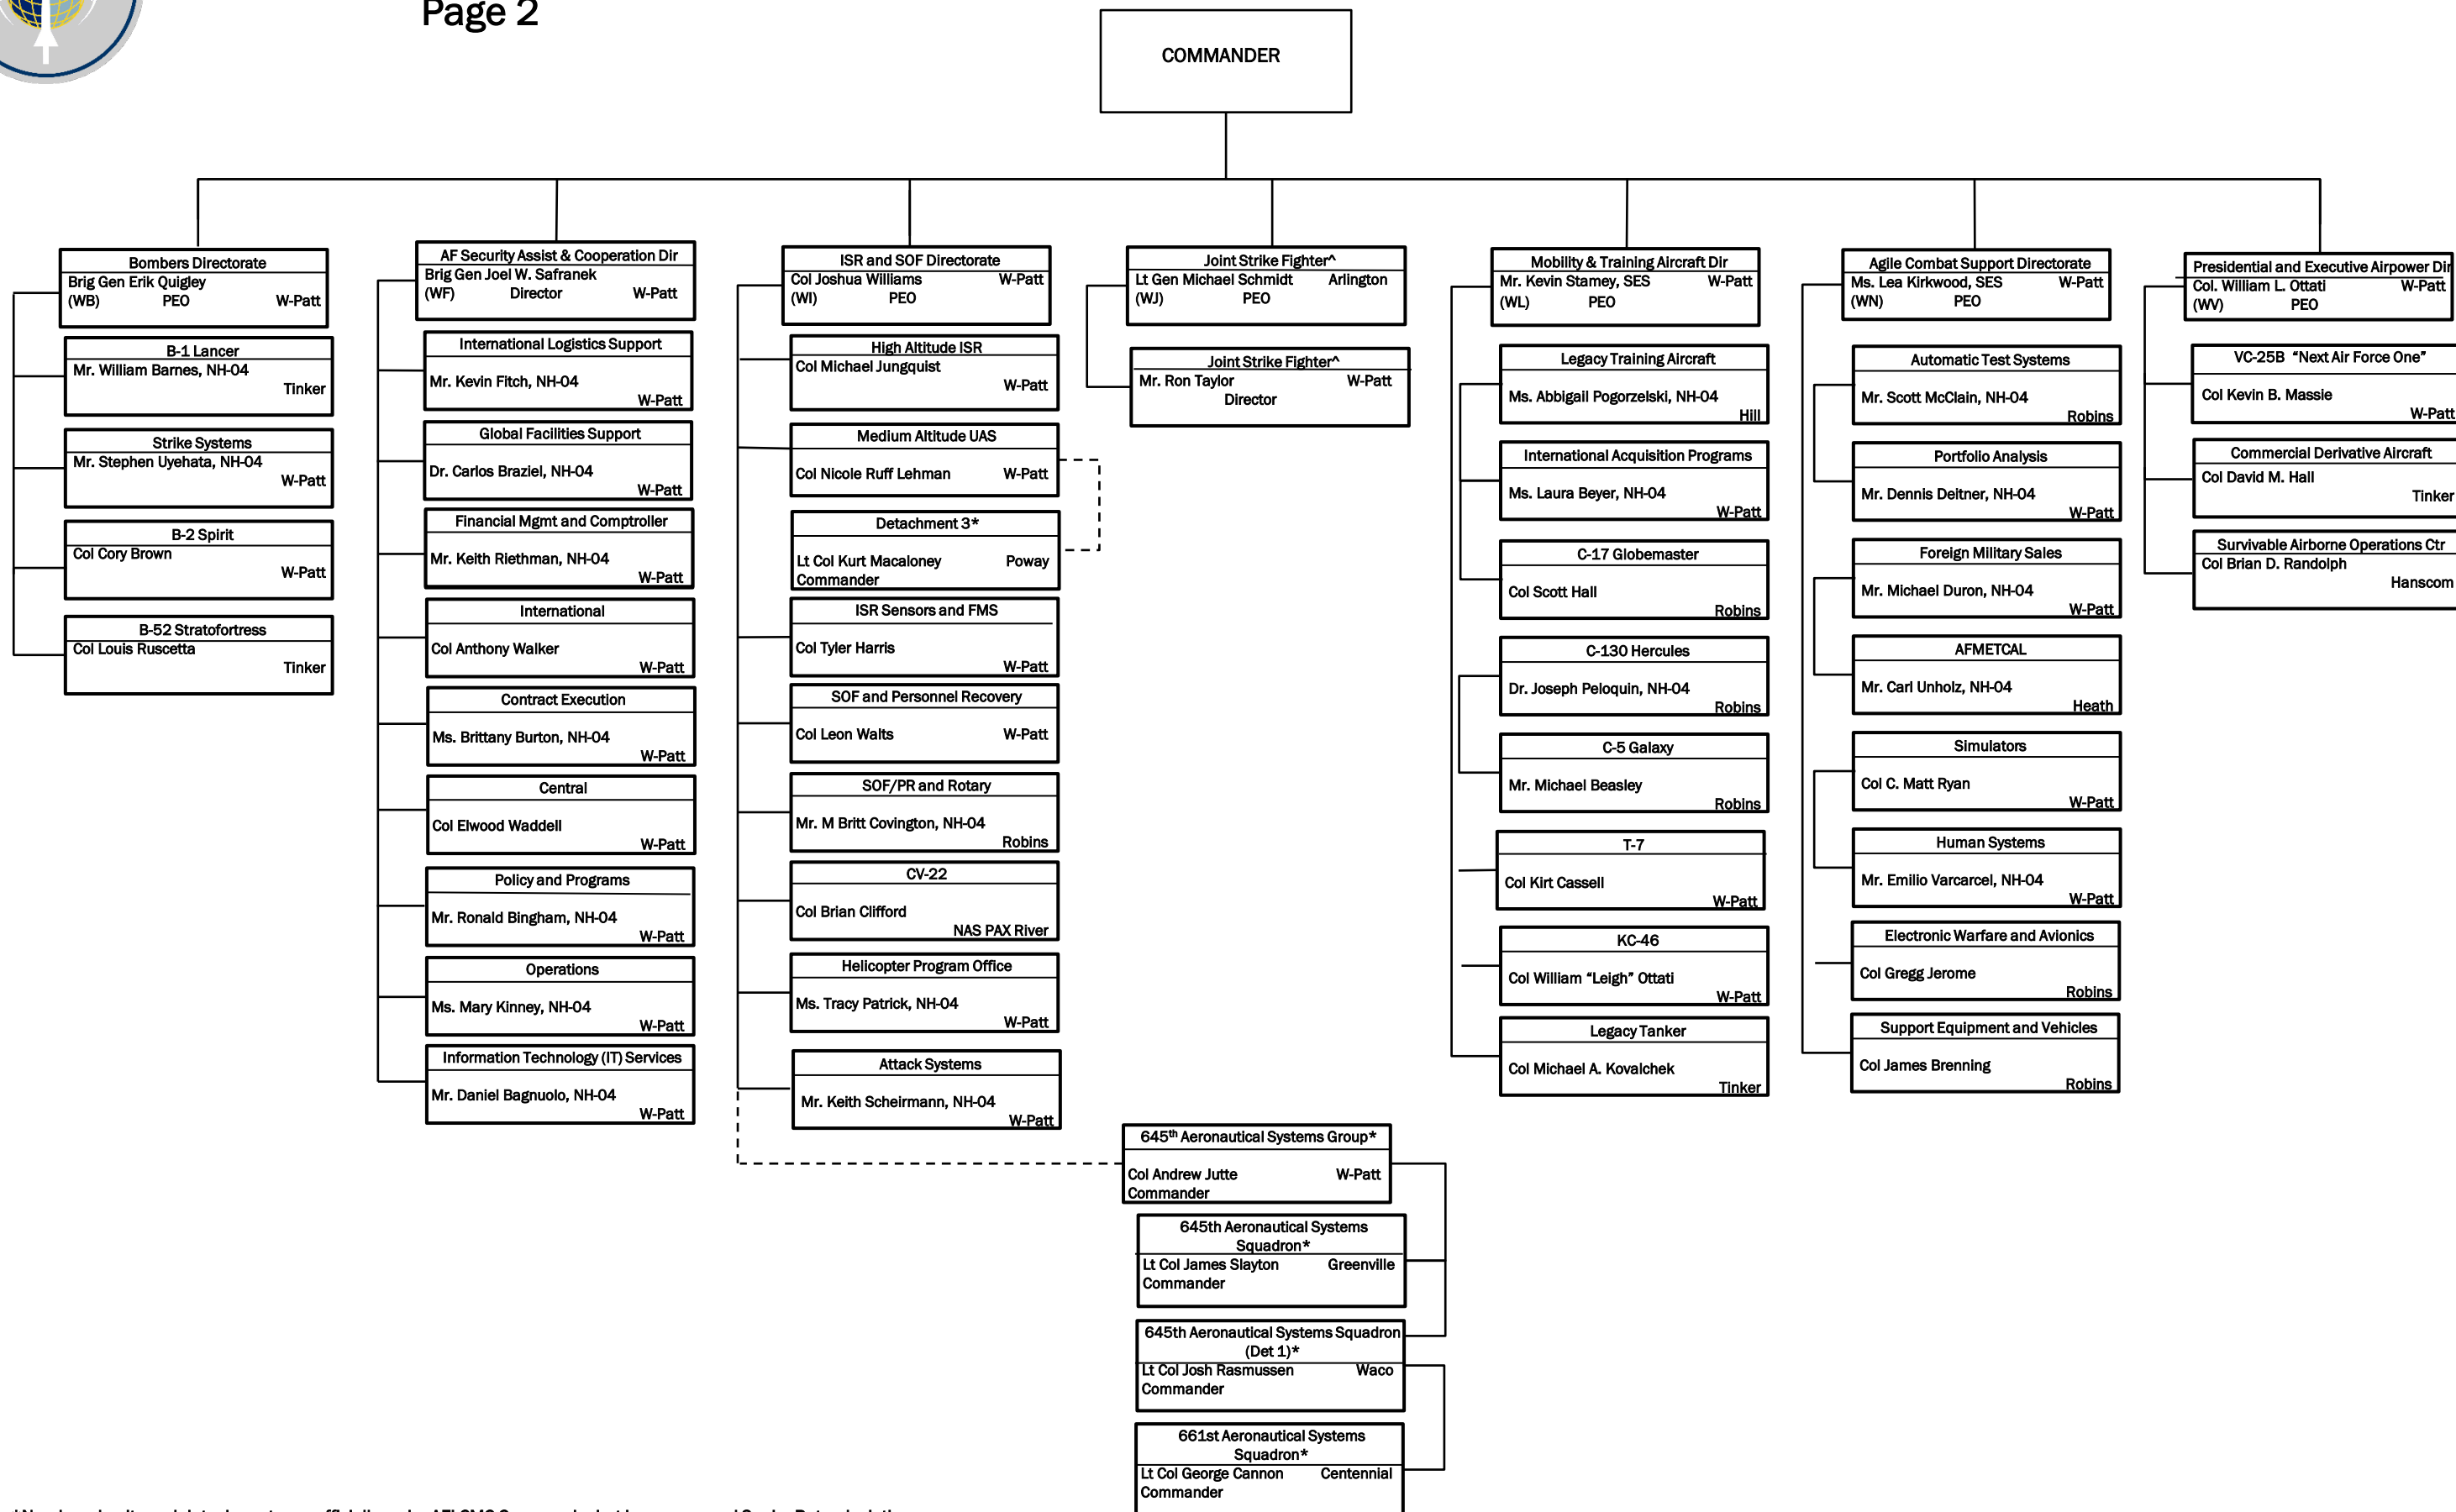 Page 2
COMMANDER
Bombers Directorate
Brig Gen Erik Quigley
(WB) PEO W-Patt
B-1 Lancer
Mr. William Barnes, NH-04
Tinker
Strike Systems
Mr. Stephen Uyehata, NH-04
W-Patt
B-2 Spirit
Col Cory Brown
W-Patt
B-52 Stratofortress
Col Louis Ruscetta
Tinker
AF Security Assist & Cooperation Dir
Brig Gen Joel W. Safranek
(WF) Director W-Patt
International Logistics Support
Mr. Kevin Fitch, NH-04
W-Patt
Global Facilities Support
Dr. Carlos Braziel, NH-04
W-Patt
Financial Mgmt and Comptroller
Mr. Keith Riethman, NH-04
W-Patt
International
Col Anthony Walker
W-Patt
Contract Execution
Ms. Brittany Burton, NH-04
W-Patt
Central
Col Elwood Waddell
W-Patt
Policy and Programs
Mr. Ronald Bingham, NH-04
W-Patt
Operations
Ms. Mary Kinney, NH-04
W-Patt
Information Technology (IT) Services
Mr. Daniel Bagnuolo, NH-04
W-Patt
ISR and SOF Directorate
Col Joshua Williams W-Patt
(WI) PEO
High Altitude ISR
Col Michael Jungquist
W-Patt
Medium Altitude UAS
Col Nicole Ruff Lehman W-Patt
Detachment 3*
Lt Col Kurt Macaloney Poway
Commander
ISR Sensors and FMS
Col Tyler Harris
W-Patt
SOF and Personnel Recovery
Col Leon Walts W-Patt
SOF/PR and Rotary
Mr. M Britt Covington, NH-04
Robins
CV-22
Col Brian Clifford
NAS PAX River
Helicopter Program Office
Ms. Tracy Patrick, NH-04
W-Patt
Attack Systems
Mr. Keith Scheirmann, NH-04
W-Patt
Joint Strike Fighter^
Lt Gen Michael Schmidt Arlington
(WJ) PEO
Joint Strike Fighter^
Mr. Ron Taylor W-Patt
Director
645th Aeronautical Systems Group*
Col Andrew Jutte W-Patt
Commander
645th Aeronautical Systems
Squadron*
Lt Col James Slayton Greenville
Commander
645th Aeronautical Systems Squadron
(Det 1)*
Lt Col Josh Rasmussen Waco
Commander
661st Aeronautical Systems
Squadron*
Lt Col George Cannon Centennial
Commander
Mobility & Training Aircraft Dir
Mr. Kevin Stamey, SES W-Patt
(WL) PEO
Legacy Training Aircraft
Ms. Abbigail Pogorzelski, NH-04
Hill
International Acquisition Programs
Ms. Laura Beyer, NH-04
W-Patt
C-17 Globemaster
Col Scott Hall
Robins
C-130 Hercules
Dr. Joseph Peloquin, NH-04
Robins
C-5 Galaxy
Mr. Michael Beasley
Robins
T-7
Col Kirt Cassell
W-Patt
KC-46
Col William “Leigh” Ottati
W-Patt
Legacy Tanker
Col Michael A. Kovalchek
Tinker
Agile Combat Support Directorate
Ms. Lea Kirkwood, SES W-Patt
(WN) PEO
Automatic Test Systems
Mr. Scott McClain, NH-04
Robins
Portfolio Analysis
Mr. Dennis Deitner, NH-04
W-Patt
Foreign Military Sales
Mr. Michael Duron, NH-04
W-Patt
AFMETCAL
Mr. Carl Unholz, NH-04
Heath
Simulators
Col C. Matt Ryan
W-Patt
Human Systems
Mr. Emilio Varcarcel, NH-04
W-Patt
Electronic Warfare and Avionics
Col Gregg Jerome
Robins
Support Equipment and Vehicles
Col James Brenning
Robins
Presidential and Executive Airpower Dir
Col. William L. Ottati W-Patt
(WV) PEO
VC-25B “Next Air Force One”
Col Kevin B. Massie
W-Patt
Commercial Derivative Aircraft
Col David M. Hall
Tinker
Survivable Airborne Operations Ctr
Col Brian D. Randolph
Hanscom